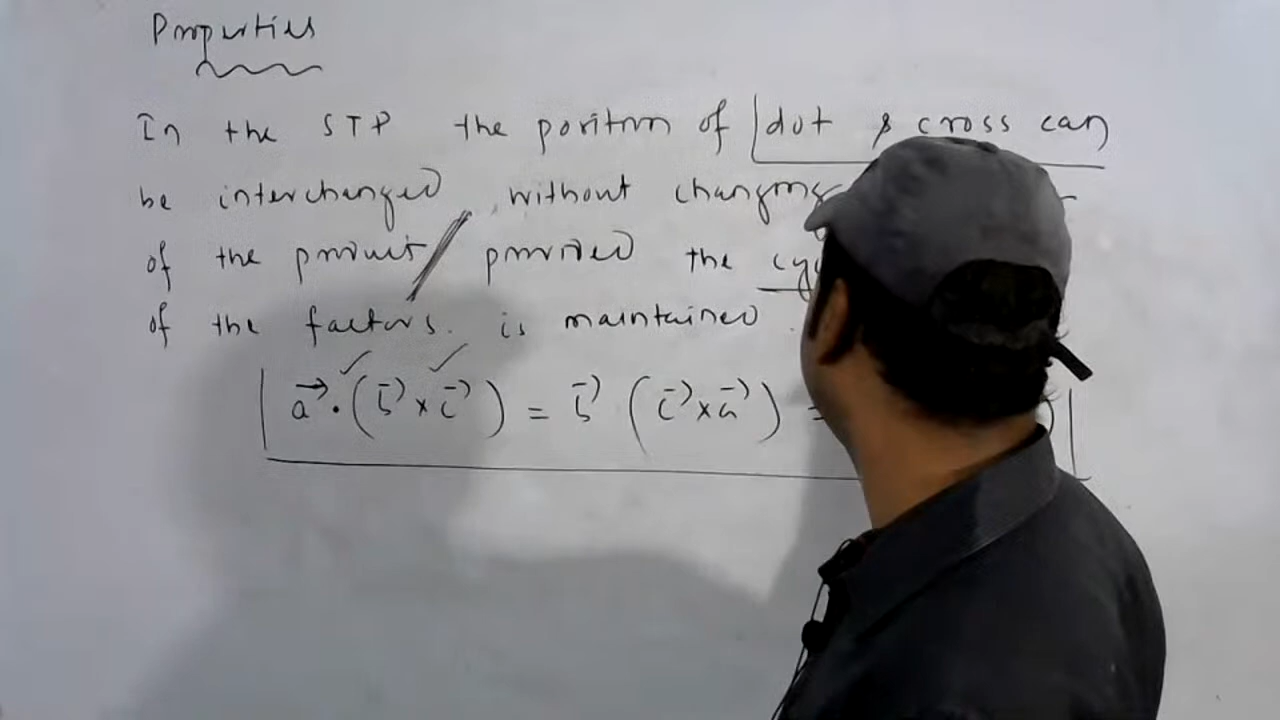 Properties
In the STP the position of dot & cross can
be interchanged without changing
of the product provided the
of the factors. is maintained.
a⃗ · (b⃗ × c⃗) = b⃗ (c⃗ × a⃗) =